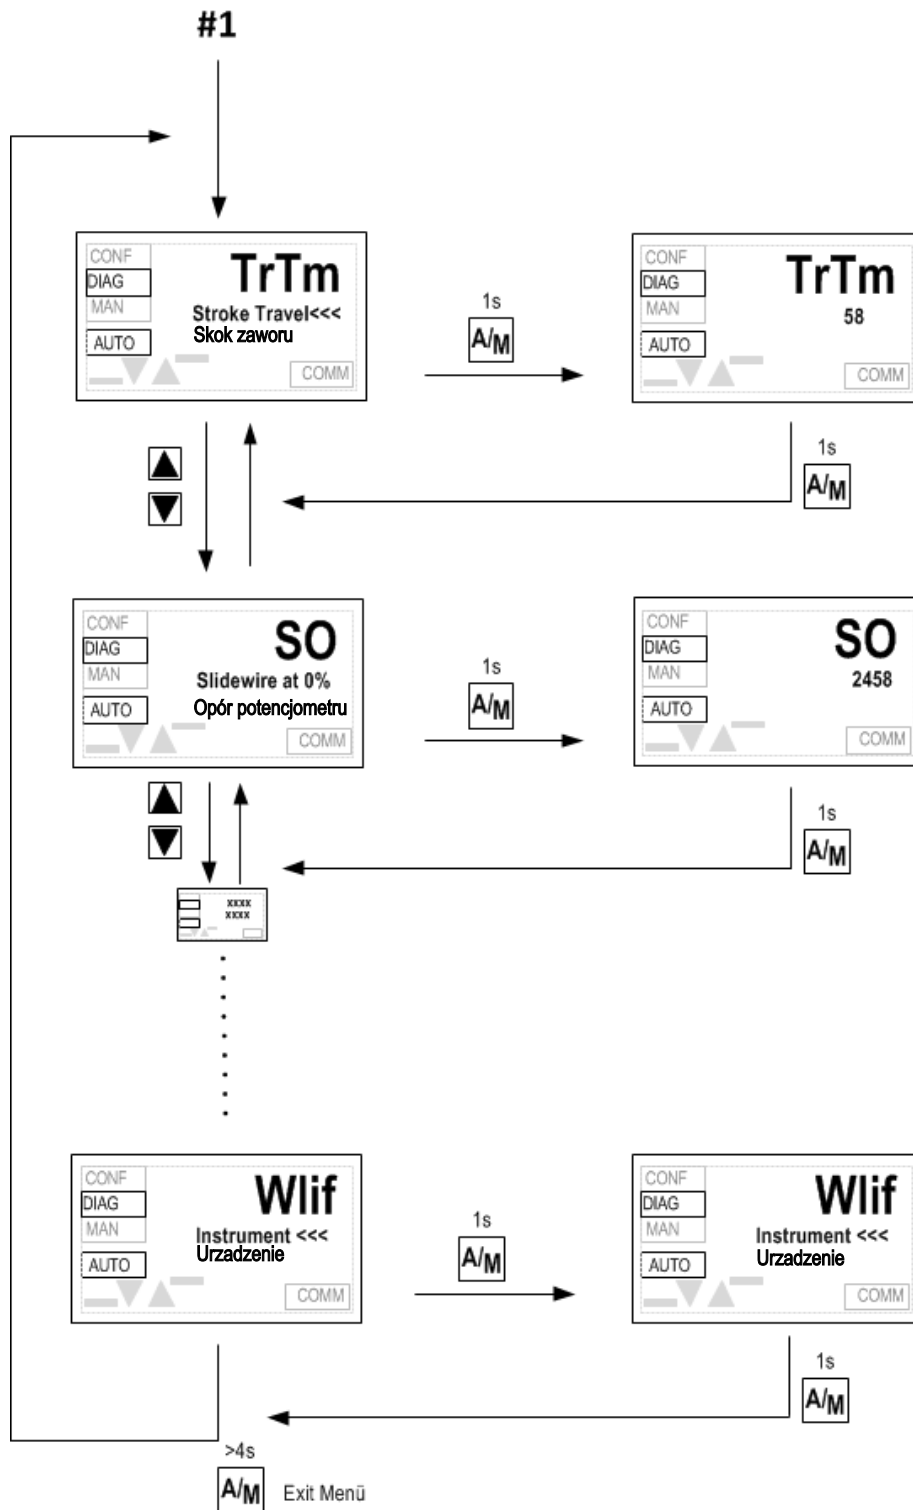 #1
CONF
DIAG
MAN
AUTO
TrTm
Stroke Travel<<<
Skok zaworu
COMM
1s
A/M
CONF
DIAG
MAN
AUTO
TrTm
58
COMM
1s
A/M
CONF
DIAG
MAN
AUTO
SO
Slidewire at 0%
Opór potencjometru
COMM
1s
A/M
CONF
DIAG
MAN
AUTO
SO
2458
COMM
1s
A/M
xxxx
xxxx
CONF
DIAG
MAN
AUTO
Wlif
Instrument <<<
Urzadzenie
COMM
1s
A/M
CONF
DIAG
MAN
AUTO
Wlif
Instrument <<<
Urzadzenie
COMM
1s
A/M
>4s
A/M Exit Menü